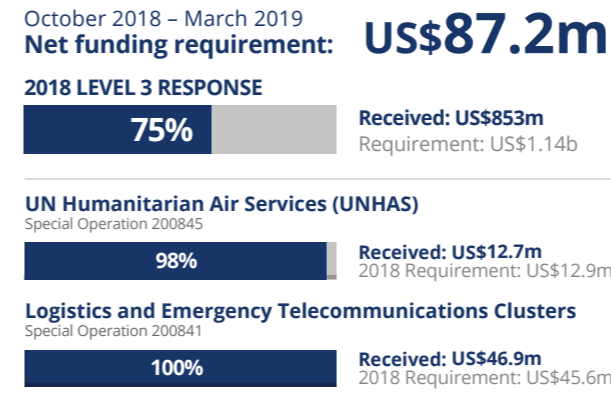 October 2018 – March 2019
Net funding requirement: US$87.2m
2018 LEVEL 3 RESPONSE
75%
Received: US$853m
Requirement: US$1.14b
UN Humanitarian Air Services (UNHAS)
Special Operation 200845
98%
Received: US$12.7m
2018 Requirement: US$12.9m
Logistics and Emergency Telecommunications Clusters
Special Operation 200841
100%
Received: US$46.9m
2018 Requirement: US$45.6m